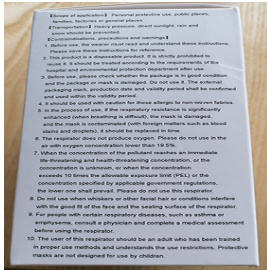 【Scope of application】 Personal protective use, public places,
families, factories or general places.
【Transportation】 Heavy pressure, direct sunlight, rain and
snow should be prevented.
【Contraindications, precautions and warnings】
1. Before use, the wearer must read and understand these instructions.
Please save these instructions for reference.
2. This product is a disposable product. It is strictly prohibited to
reuse it. It should be treated according to the requirements of the
hospital and environmental protection department after use.
3. Before use, please check whether the package is in good condition
and the package or mask is damaged. Do not use it. The external
packaging mark, production date and validity period shall be confirmed
and used within the validity period.
4. It should be used with caution for these allergic to non-woven fabrics.
5. In the process of use, if the respiratory resistance is significantly
enhanced (when breathing is difficult), the mask is damaged,
and the mask is contaminated (with foreign matters such as blood
stains and droplets), it should be replaced in time
6. The respirator does not produce oxygen. Please do not use in the
air with oxygen concentration lower than 19.5%.
7. When the concentration of the pollutant reaches an immediate
life-threatening and health-threatening concentration, or the
concentration is unknown, or when the concentration
exceeds 10 times the allowable exposure limit (PEL) or the
concentration specified by applicable government regulations,
the lower one shall prevail. Please do not use this respirator.
8. Do not use when whiskers or other facial hair or conditions interfere
with the good fit of the face and the sealing surface of the respirator.
9. For people with certain respiratory diseases, such as asthma or
emphysema, consult a physician and complete a medical assessment
before using the respirator.
10. The user of this respirator should be an adult who has been trained
in proper use methods and understands the use restrictions. Protective
masks are not designed for use by children.